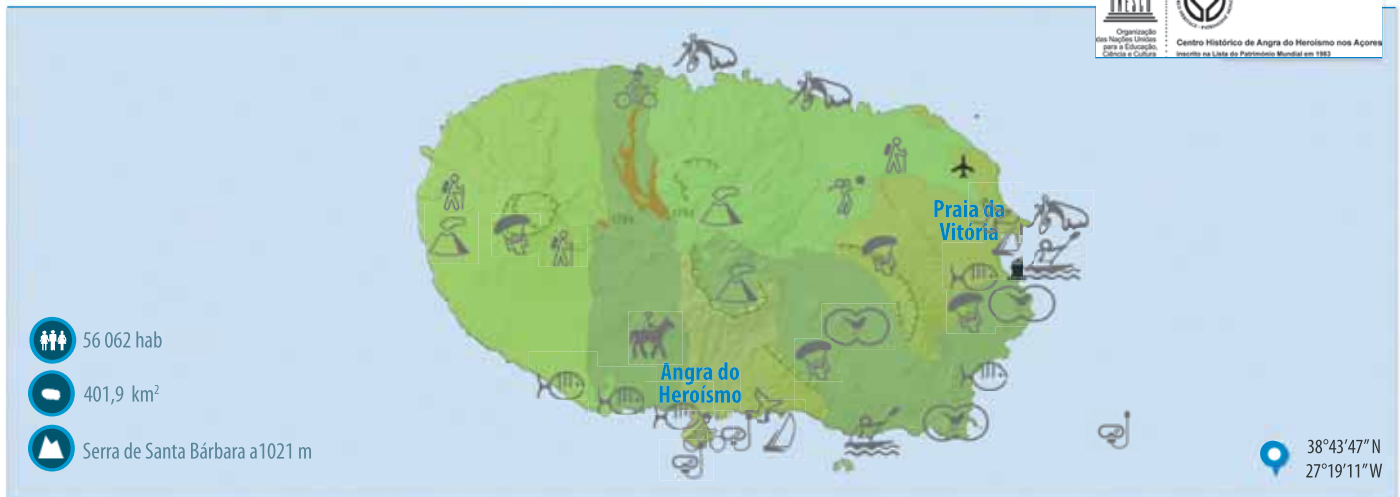 Organização
das Nações Unidas
para a Educação,
Ciência e Cultura
Centro Histórico de Angra do Heroísmo nos Açores
inscrito na Lista do Património Mundial em 1983
Praia da
Vitória
56 062 hab
401,9 km²
Serra de Santa Bárbara a1021 m
Angra do
Heroísmo
38°43'47" N
27°19'11" W